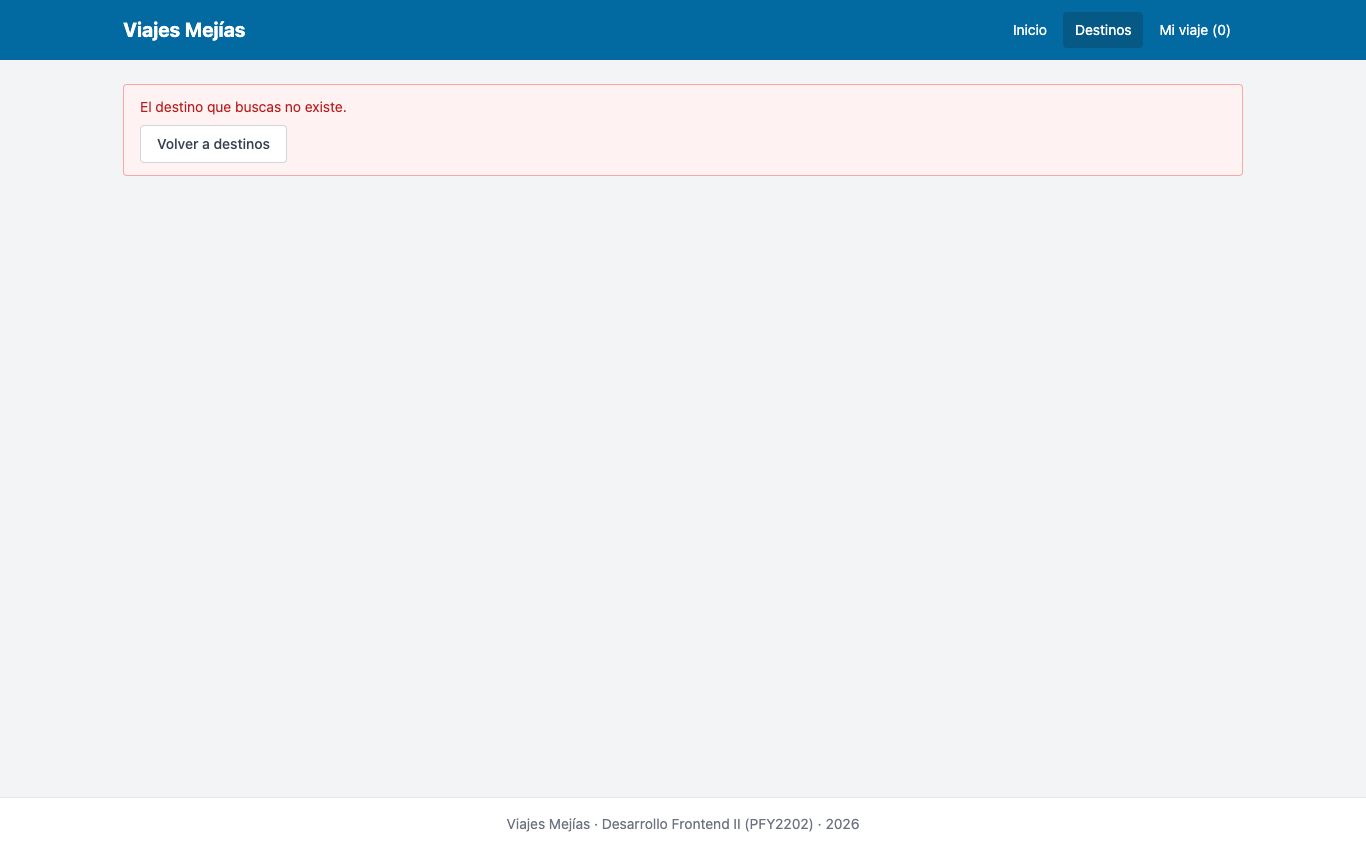 Viajes Mejías
Inicio
Destinos
Mi viaje (0)
El destino que buscas no existe.
Volver a destinos
Viajes Mejías · Desarrollo Frontend II (PFY2202) · 2026